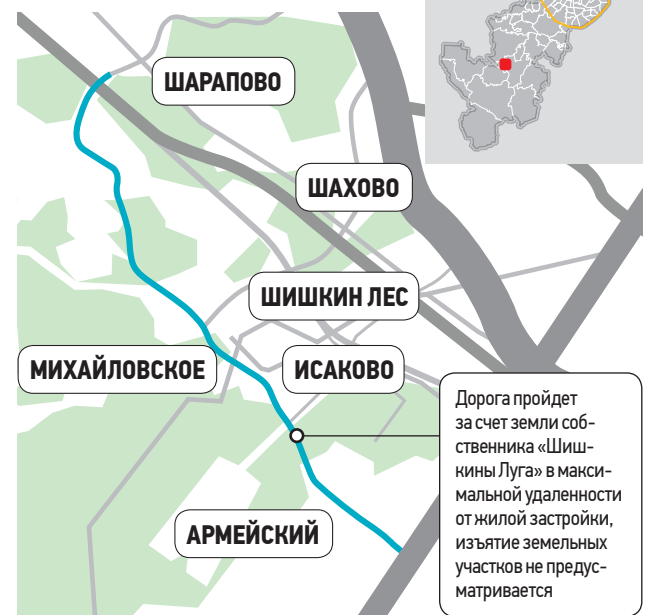 ШАРАПОВО
ШАХОВО
ШИШКИН ЛЕС
МИХАЙЛОВСКОЕ
ИСАКОВО
Дорога пройдет
за счет земли соб-
ственника «Шиш-
кины Луга» в макси-
мальной удаленности
от жилой застройки,
изъятие земельных
участков не предус-
матривается
АРМЕЙСКИЙ